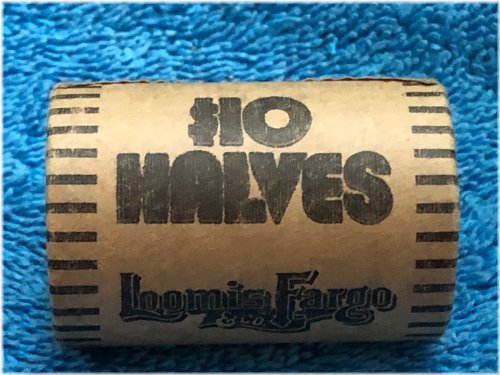 $10
HALVES
Loomis Fargo
& Co.